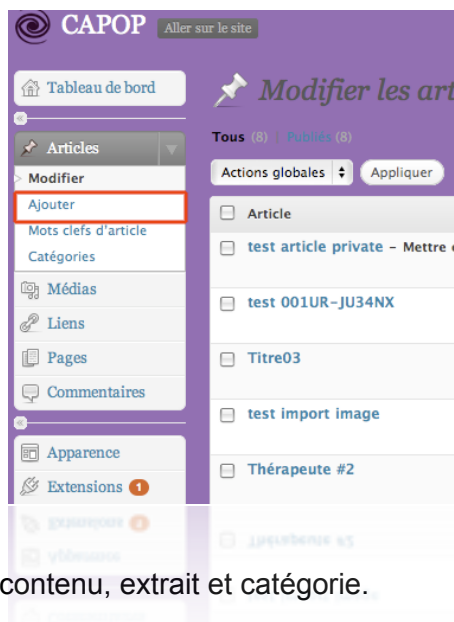 CAPOP Aller sur le site
Tableau de bord
Modifier les art
Articles
Tous (8) | Publiés (8)
Modifier
Actions globales Appliquer
Ajouter
Article
Mots clefs d'article
test article private – Mettre
Catégories
Médias
test 001UR-JU34NX
Liens
Pages
Titre03
Commentaires
test import image
Apparence
Thérapeute #2
Extensions 1
contenu, extrait et catégorie.